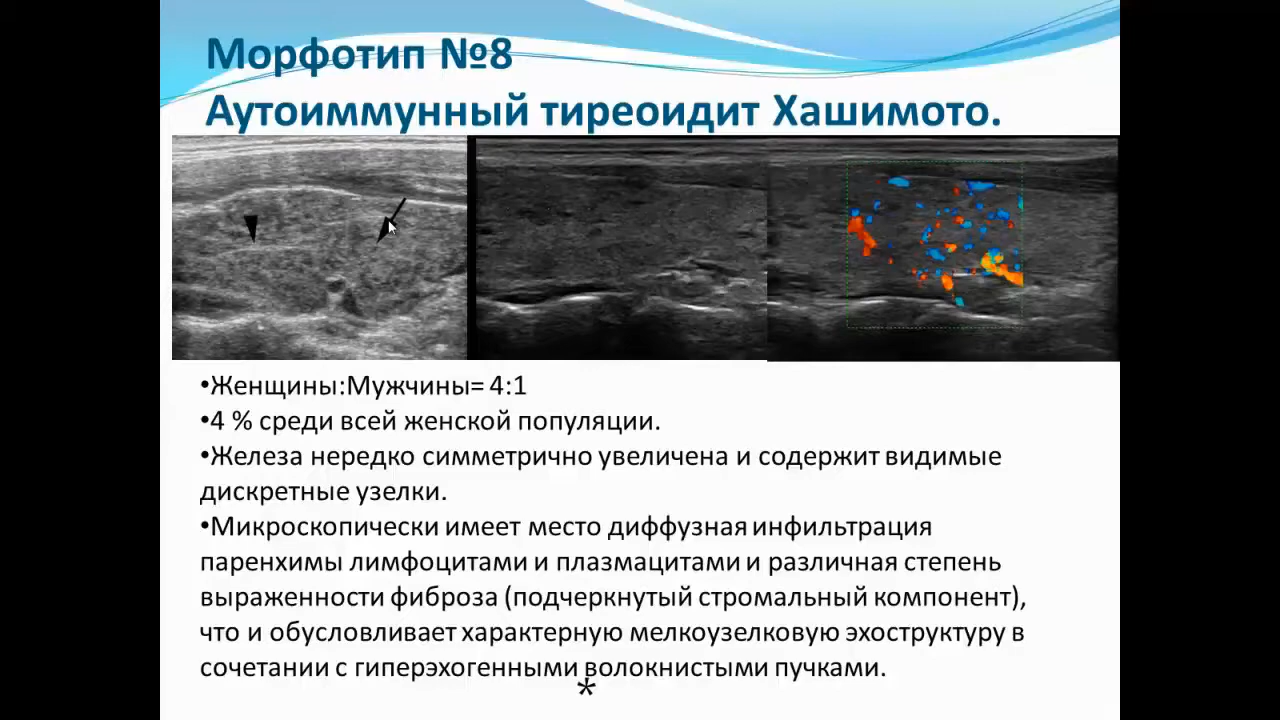 Морфотип №8
Аутоиммунный тиреоидит Хашимото.
•Женщины:Мужчины= 4:1
•4 % среди всей женской популяции.
•Железа нередко симметрично увеличена и содержит видимые
дискретные узелки.
•Микроскопически имеет место диффузная инфильтрация
паренхимы лимфоцитами и плазмацитами и различная степень
выраженности фиброза (подчеркнутый стромальный компонент),
что и обусловливает характерную мелкоузелковую эхоструктуру в
сочетании с гиперэхогенными волокнистыми пучками.
*